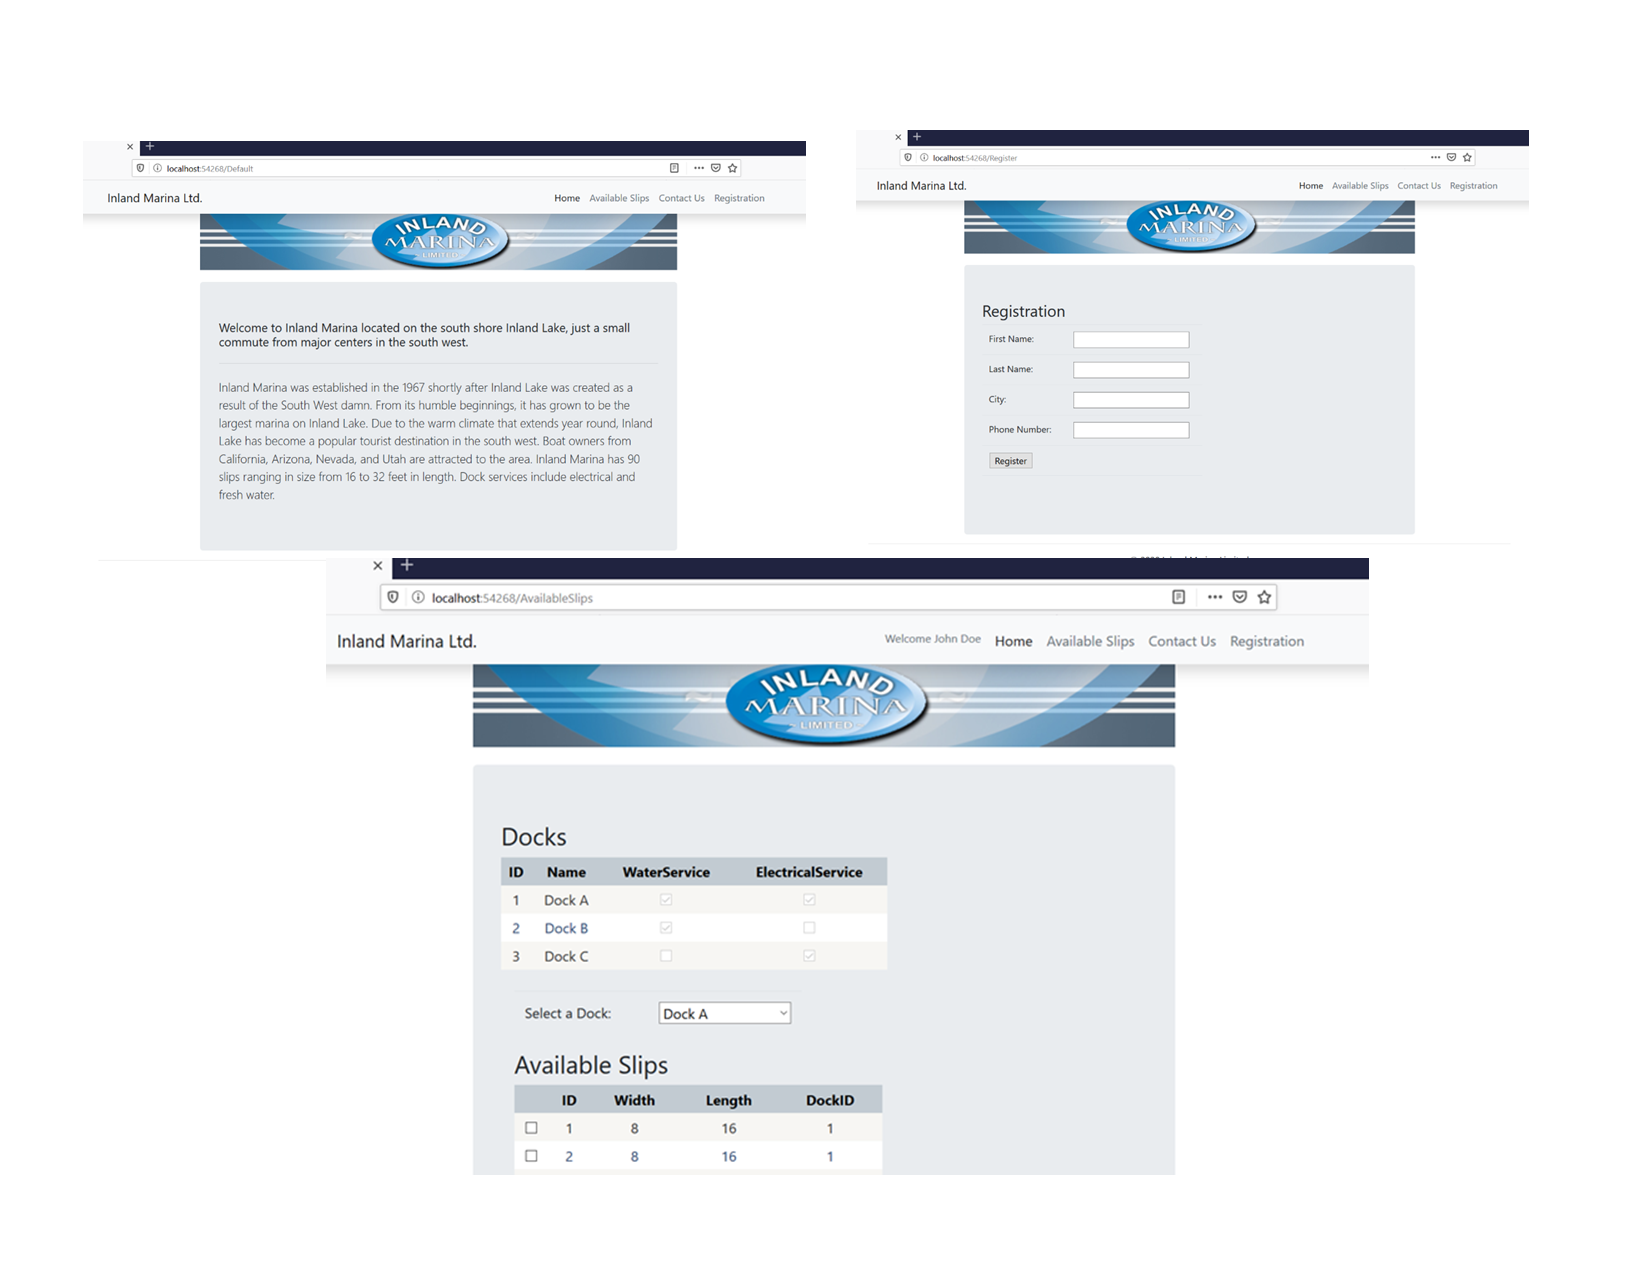 localhost:54268/Default
Inland Marina Ltd.
Home Available Slips Contact Us Registration
INLAND
MARINA
LIMITED
Welcome to Inland Marina located on the south shore Inland Lake, just a small
commute from major centers in the south west.
Inland Marina was established in the 1967 shortly after Inland Lake was created as a
result of the South West damn. From its humble beginnings, it has grown to be the
largest marina on Inland Lake. Due to the warm climate that extends year round, Inland
Lake has become a popular tourist destination in the south west. Boat owners from
California, Arizona, Nevada, and Utah are attracted to the area. Inland Marina has 90
slips ranging in size from 16 to 32 feet in length. Dock services include electrical and
fresh water.
localhost:54268/Register
Inland Marina Ltd.
Home Available Slips Contact Us Registration
INLAND
MARINA
LIMITED
Registration
First Name:
Last Name:
City:
Phone Number:
Register
localhost:54268/AvailableSlips
Inland Marina Ltd.
Welcome John Doe Home Available Slips Contact Us Registration
INLAND
MARINA
~ LIMITED ~
Docks
ID Name WaterService ElectricalService
1 Dock A
2 Dock B
3 Dock C
Select a Dock: Dock A
Available Slips
ID Width Length DockID
1 8 16 1
2 8 16 1